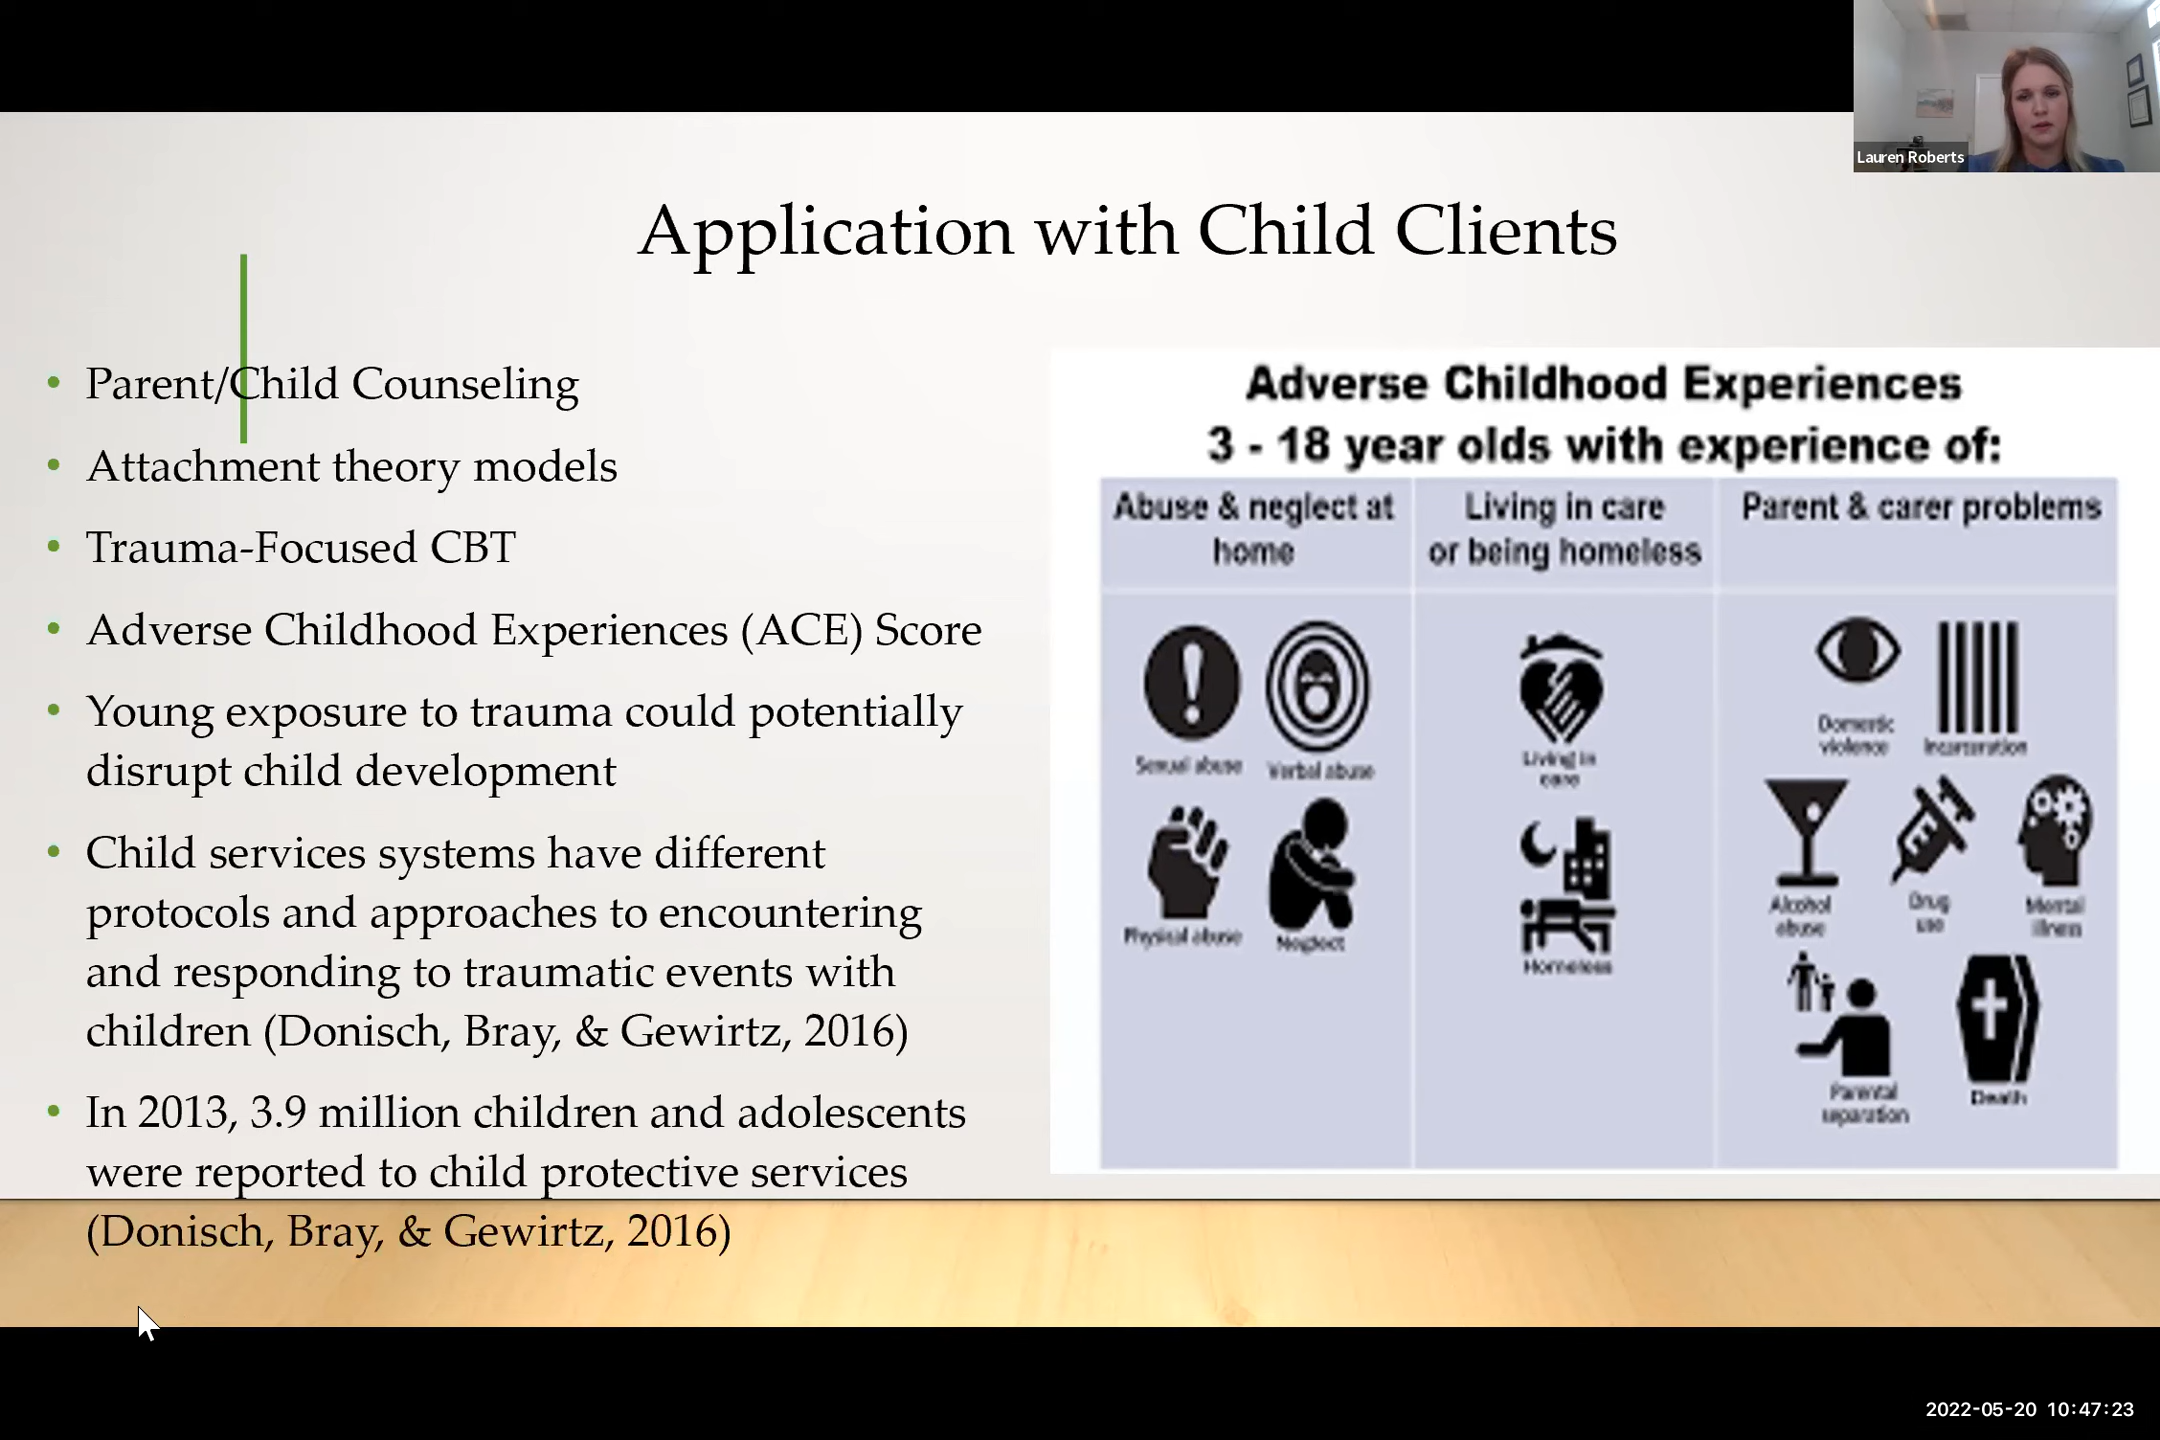 Lauren Roberts
Application with Child Clients
• Parent/Child Counseling
• Attachment theory models
• Trauma-Focused CBT
• Adverse Childhood Experiences (ACE) Score
• Young exposure to trauma could potentially
disrupt child development
• Child services systems have different
protocols and approaches to encountering
and responding to traumatic events with
children (Donisch, Bray, & Gewirtz, 2016)
• In 2013, 3.9 million children and adolescents
were reported to child protective services
(Donisch, Bray, & Gewirtz, 2016)
Adverse Childhood Experiences
3 - 18 year olds with experience of:
Abuse & neglect at
home
Sexual abuse
Verbal abuse
Physical abuse
Neglect
Living in care
or being homeless
Living in
care
Homeless
Parent & carer problems
Domestic
violence
Incarceration
Alcohol
abuse
Drug
use
Mental
illness
Parental
separation
Death
2022-05-20 10:47:23